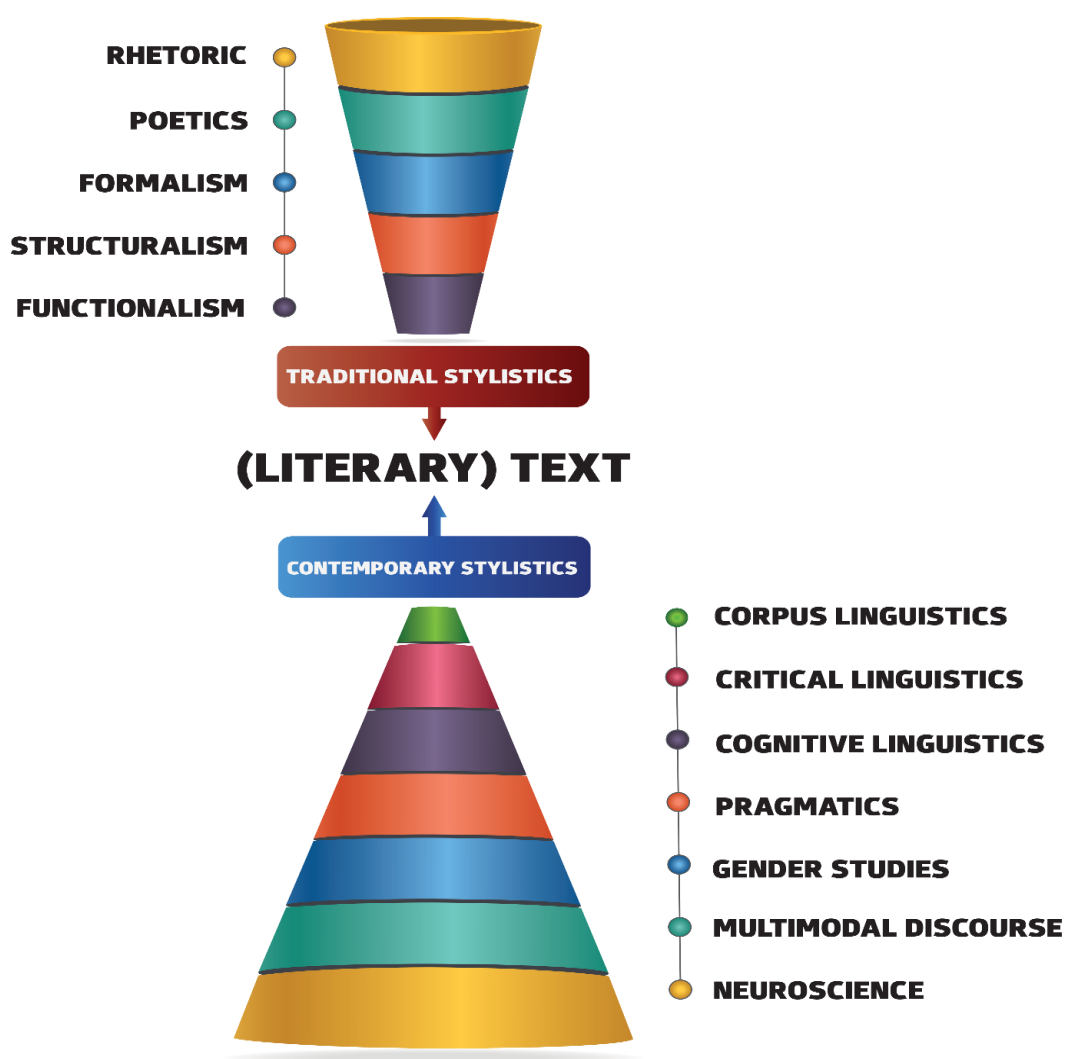 RHETORIC
POETICS
FORMALISM
STRUCTURALISM
FUNCTIONALISM
TRADITIONAL STYLISTICS
(LITERARY) TEXT
CONTEMPORARY STYLISTICS
CORPUS LINGUISTICS
CRITICAL LINGUISTICS
COGNITIVE LINGUISTICS
PRAGMATICS
GENDER STUDIES
MULTIMODAL DISCOURSE
NEUROSCIENCE